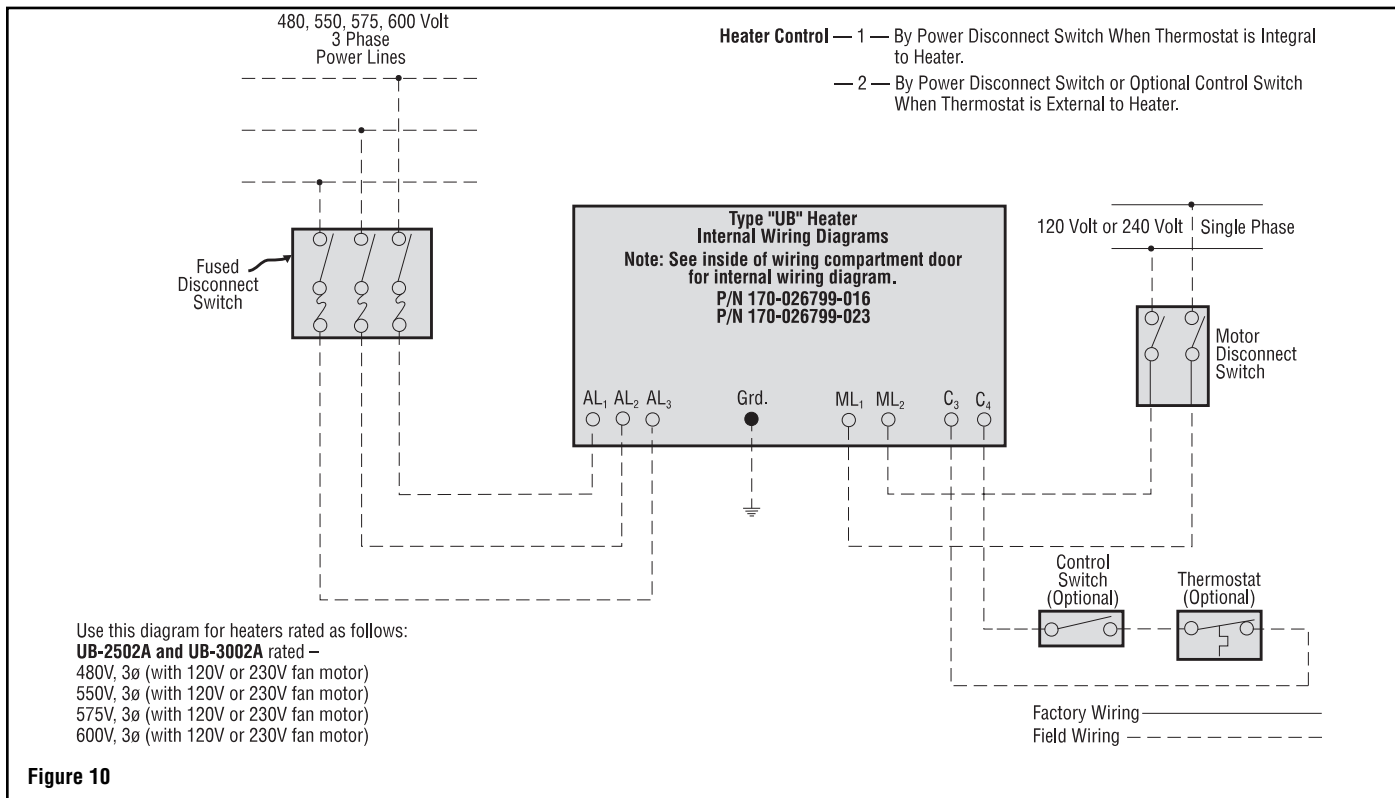 480, 550, 575, 600 Volt
3 Phase
Power Lines
Heater Control — 1 — By Power Disconnect Switch When Thermostat is Integral
to Heater.
— 2 — By Power Disconnect Switch or Optional Control Switch
When Thermostat is External to Heater.
Fused
Disconnect
Switch
Type "UB" Heater
Internal Wiring Diagrams
Note: See inside of wiring compartment door
for internal wiring diagram.
P/N 170-026799-016
P/N 170-026799-023
AL₁ AL₂ AL₃ Grd. ML₁ ML₂ C₃ C₄
120 Volt or 240 Volt Single Phase
Motor
Disconnect
Switch
Control
Switch
(Optional)
Thermostat
(Optional)
Use this diagram for heaters rated as follows:
UB-2502A and UB-3002A rated –
480V, 3ø (with 120V or 230V fan motor)
550V, 3ø (with 120V or 230V fan motor)
575V, 3ø (with 120V or 230V fan motor)
600V, 3ø (with 120V or 230V fan motor)
Factory Wiring
Field Wiring
Figure 10